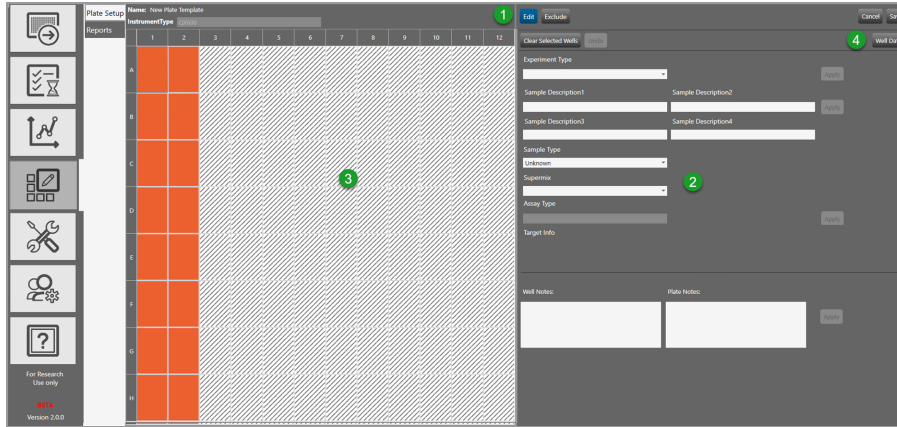 Plate Setup
Reports
Name: New Plate Template
InstrumentType QX600
1 2 3 4 5 6 7 8 9 10 11 12
A
B
C
D
E
F
G
H
3
1
Edit Exclude
Cancel Sa
Clear Selected Wells Undo
4 Well Da
Experiment Type
Apply
Sample Description1 Sample Description2
Apply
Sample Description3 Sample Description4
Sample Type
Unknown
Supermix
2
Assay Type
Apply
Target Info
Well Notes: Plate Notes:
Apply
?
For Research
Use only
BETA
Version 2.0.0